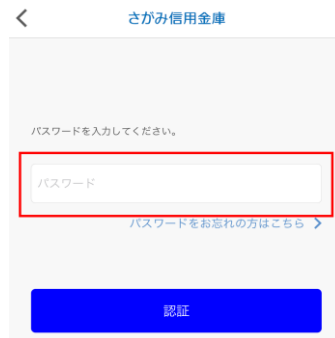 さがみ信用金庫
パスワードを入力してください。
パスワード
パスワードをお忘れの方はこちら
認証